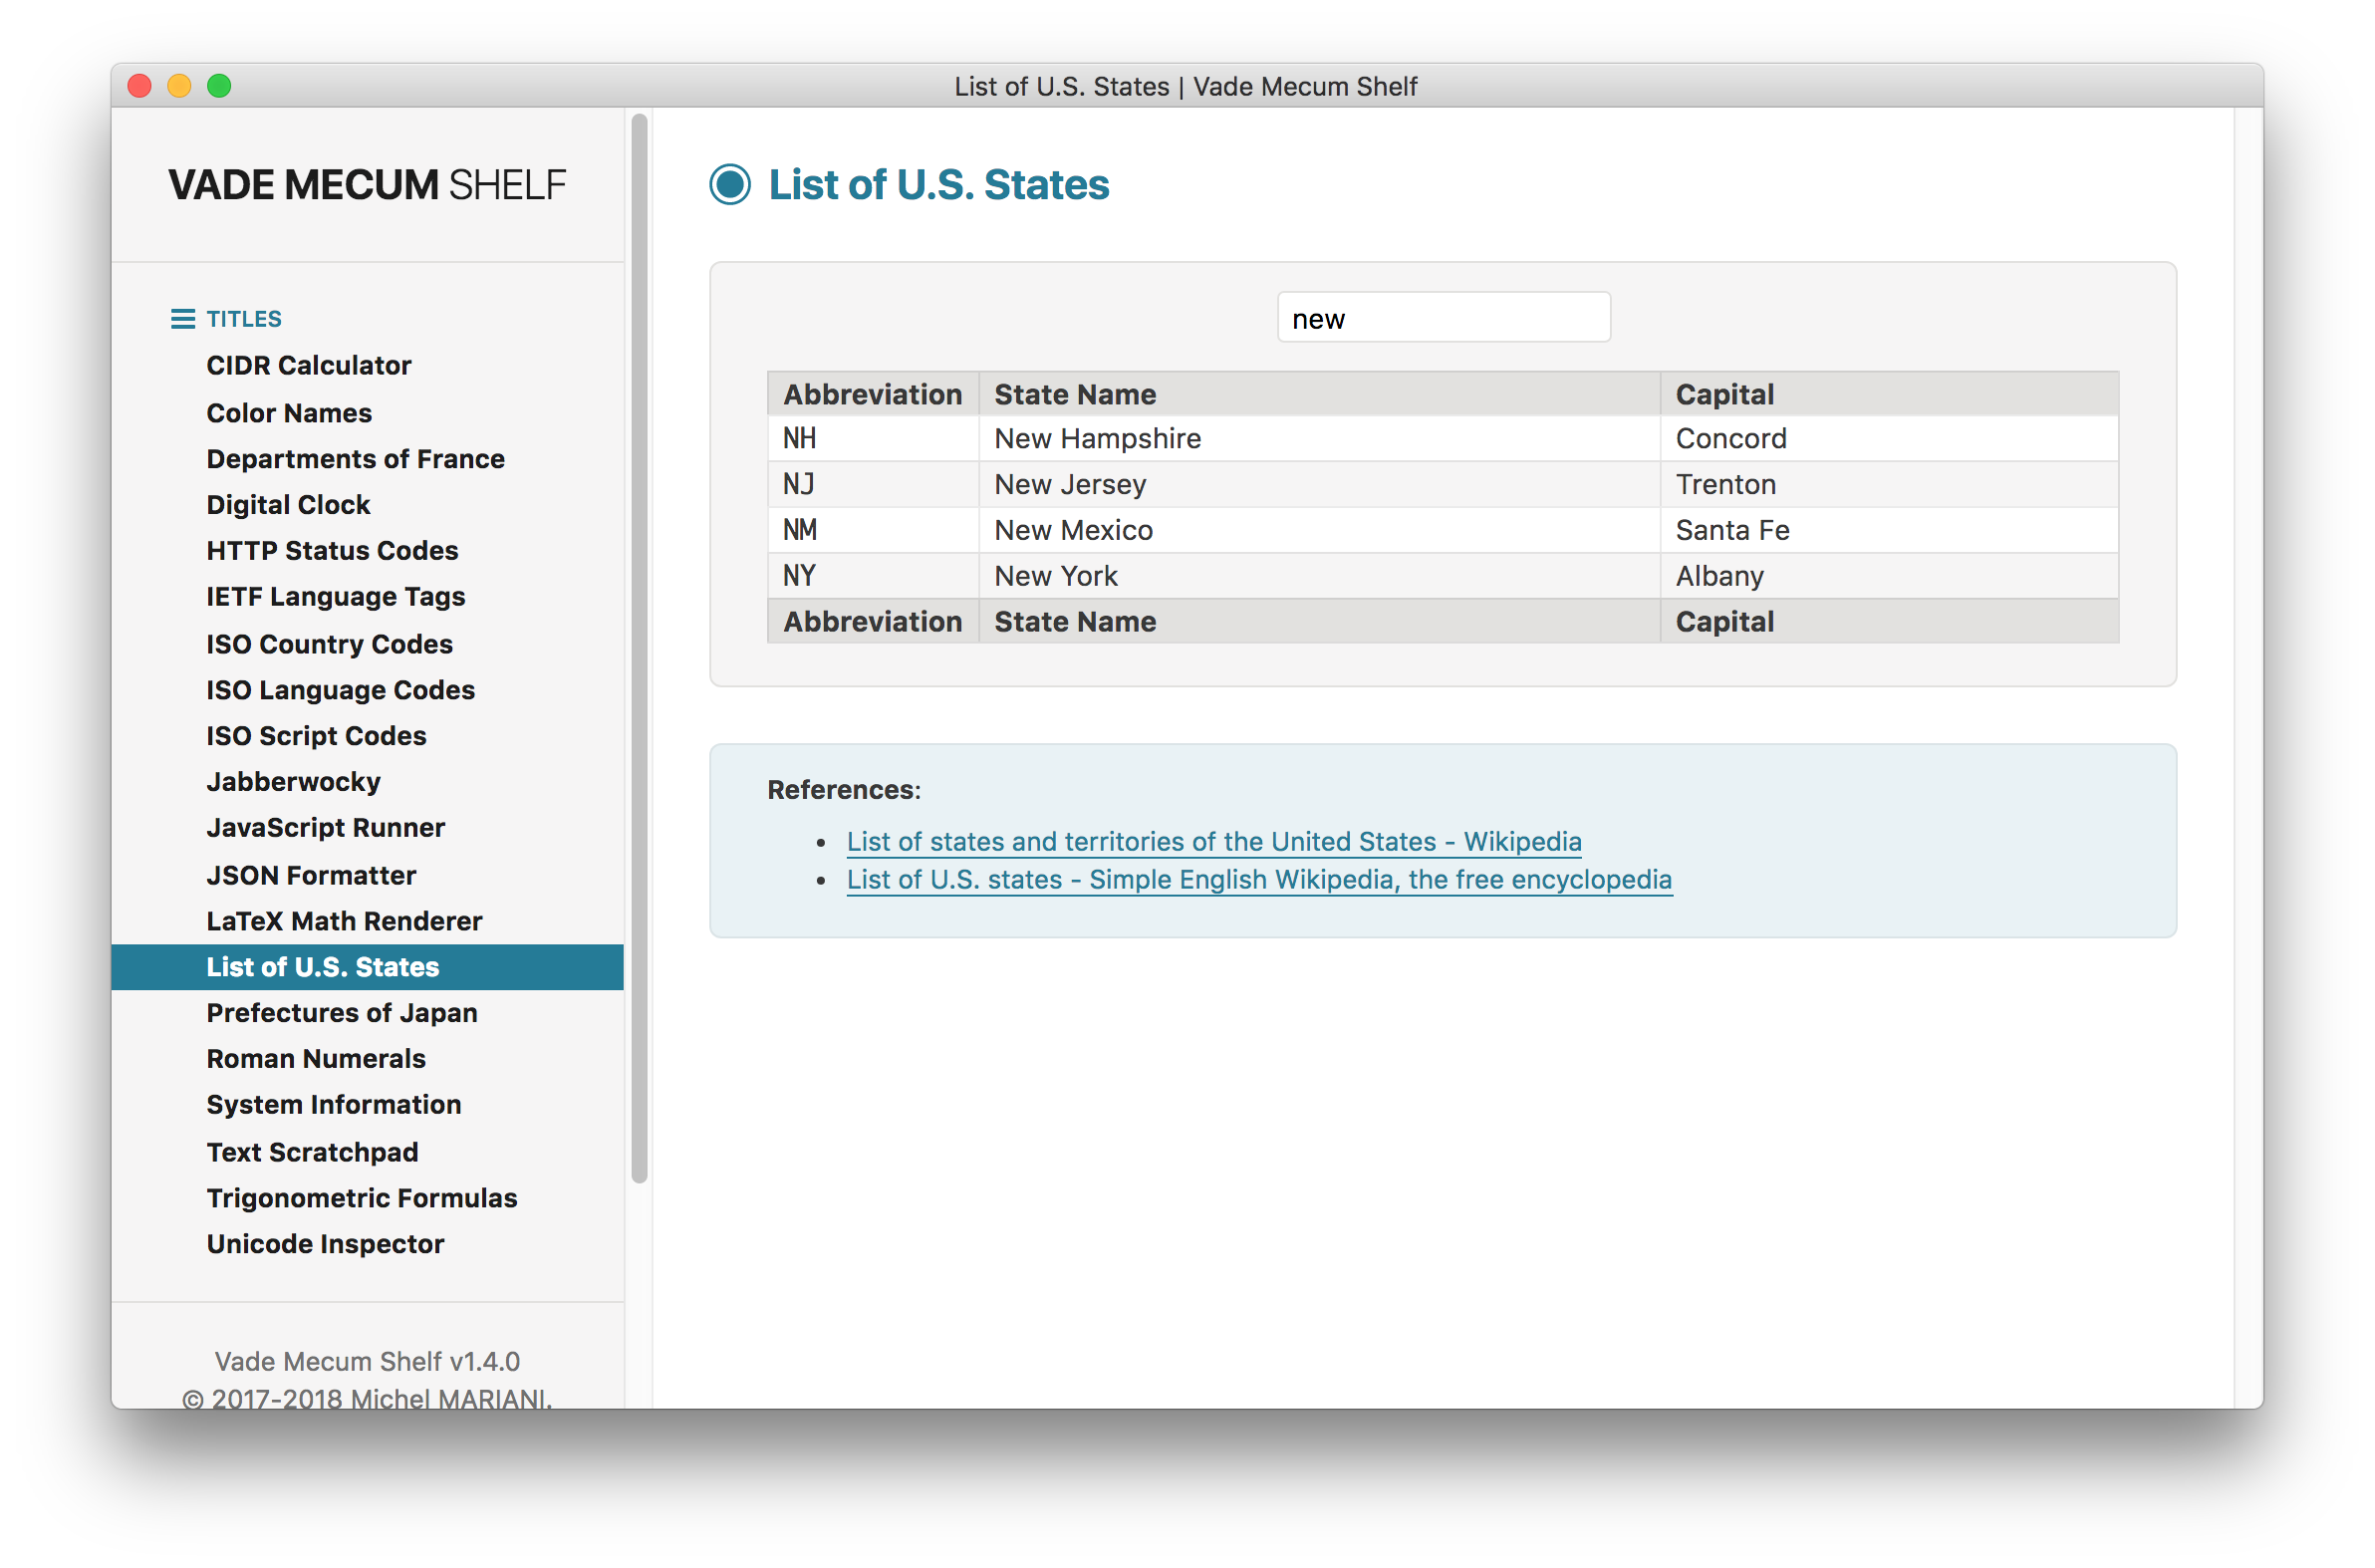 List of U.S. States | Vade Mecum Shelf
VADE MECUM SHELF
TITLES
CIDR Calculator
Color Names
Departments of France
Digital Clock
HTTP Status Codes
IETF Language Tags
ISO Country Codes
ISO Language Codes
ISO Script Codes
Jabberwocky
JavaScript Runner
JSON Formatter
LaTeX Math Renderer
List of U.S. States
Prefectures of Japan
Roman Numerals
System Information
Text Scratchpad
Trigonometric Formulas
Unicode Inspector
Vade Mecum Shelf v1.4.0
© 2017-2018 Michel MARIANI.
List of U.S. States
new
Abbreviation State Name Capital
NH New Hampshire Concord
NJ New Jersey Trenton
NM New Mexico Santa Fe
NY New York Albany
Abbreviation State Name Capital
References:
• List of states and territories of the United States - Wikipedia
• List of U.S. states - Simple English Wikipedia, the free encyclopedia